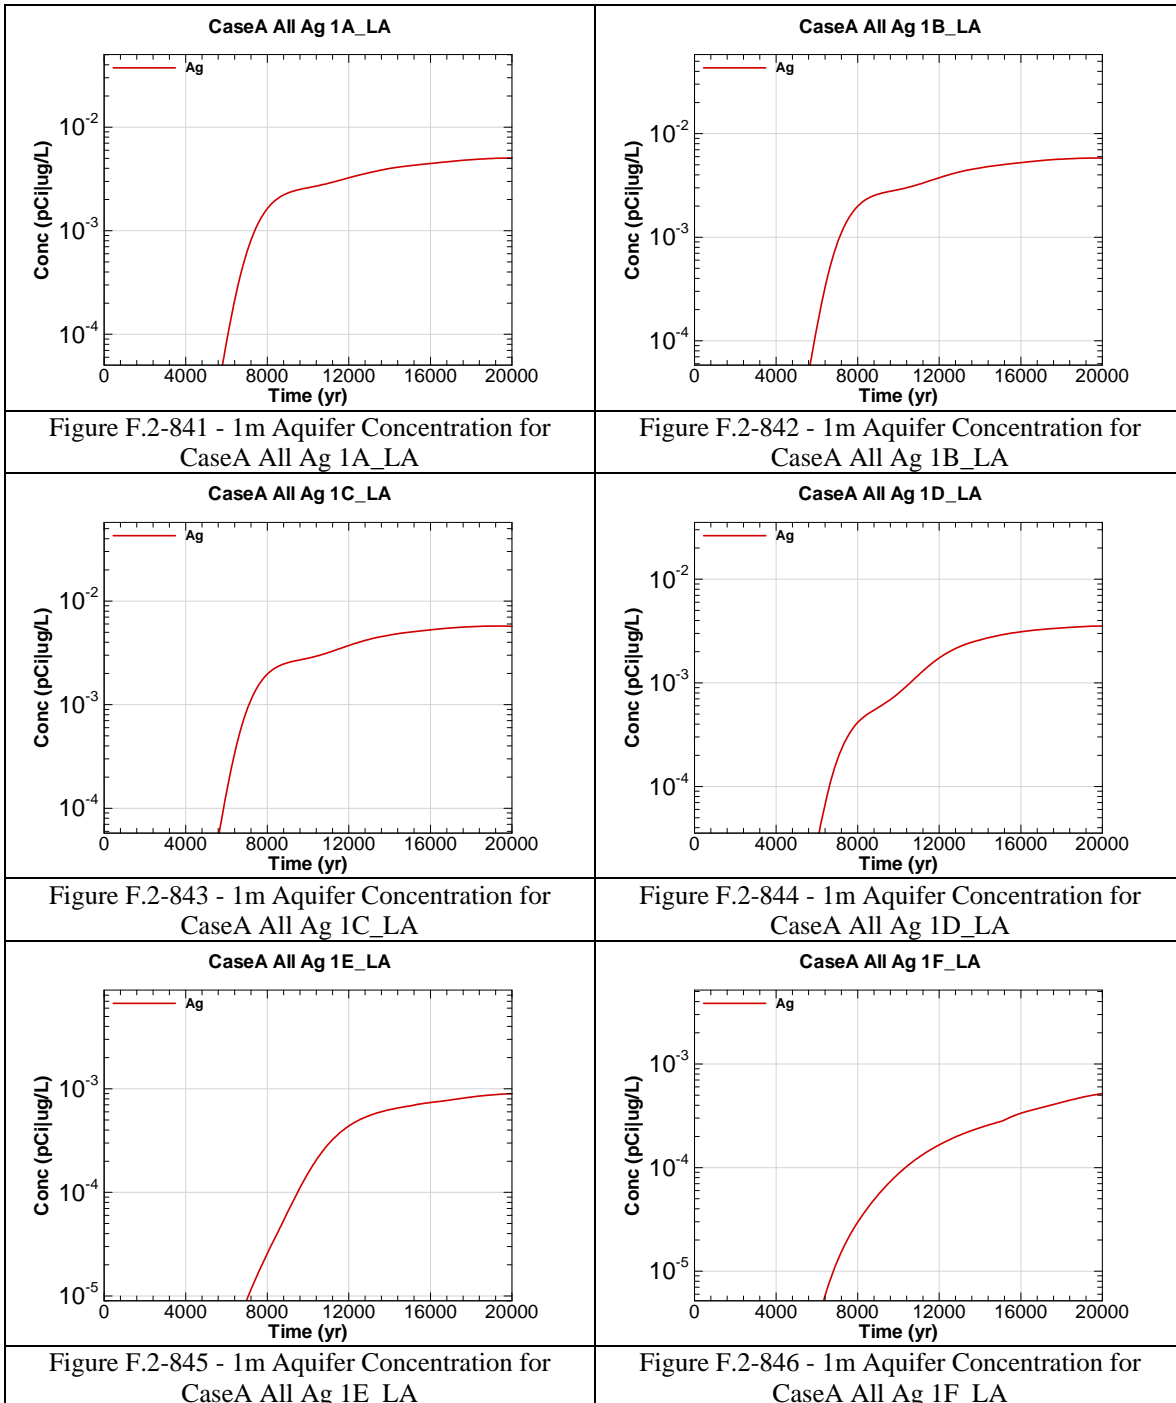 CaseA All Ag 1A_LA
Ag
Conc (pCi|ug/L)
10-2
10-3
10-4
0 4000 8000 12000 16000 20000
Time (yr)
Figure F.2-841 - 1m Aquifer Concentration for
CaseA All Ag 1A_LA
CaseA All Ag 1B_LA
Ag
Conc (pCi|ug/L)
10-2
10-3
10-4
0 4000 8000 12000 16000 20000
Time (yr)
Figure F.2-842 - 1m Aquifer Concentration for
CaseA All Ag 1B_LA
CaseA All Ag 1C_LA
Ag
Conc (pCi|ug/L)
10-2
10-3
10-4
0 4000 8000 12000 16000 20000
Time (yr)
Figure F.2-843 - 1m Aquifer Concentration for
CaseA All Ag 1C_LA
CaseA All Ag 1D_LA
Ag
Conc (pCi|ug/L)
10-2
10-3
10-4
0 4000 8000 12000 16000 20000
Time (yr)
Figure F.2-844 - 1m Aquifer Concentration for
CaseA All Ag 1D_LA
CaseA All Ag 1E_LA
Ag
Conc (pCi|ug/L)
10-3
10-4
10-5
0 4000 8000 12000 16000 20000
Time (yr)
Figure F.2-845 - 1m Aquifer Concentration for
CaseA All Ag 1E_LA
CaseA All Ag 1F_LA
Ag
Conc (pCi|ug/L)
10-3
10-4
10-5
0 4000 8000 12000 16000 20000
Time (yr)
Figure F.2-846 - 1m Aquifer Concentration for
CaseA All Ag 1F_LA